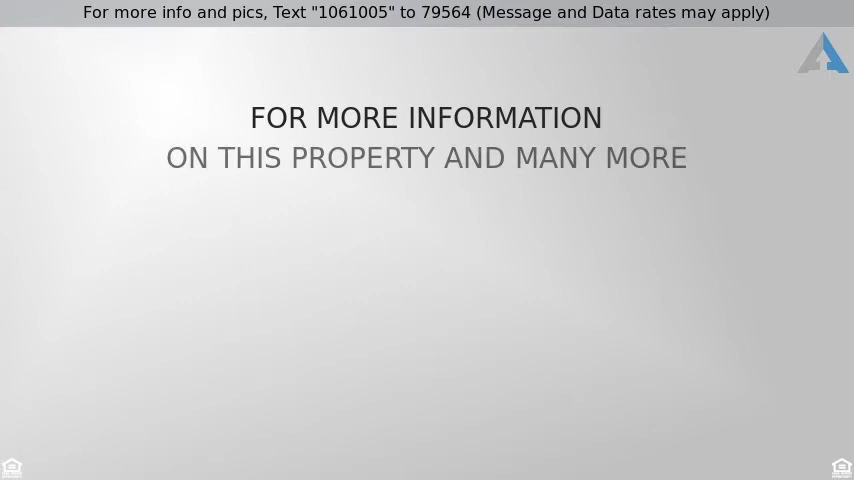 For more info and pics, Text "1061005" to 79564 (Message and Data rates may apply)
FOR MORE INFORMATION
ON THIS PROPERTY AND MANY MORE